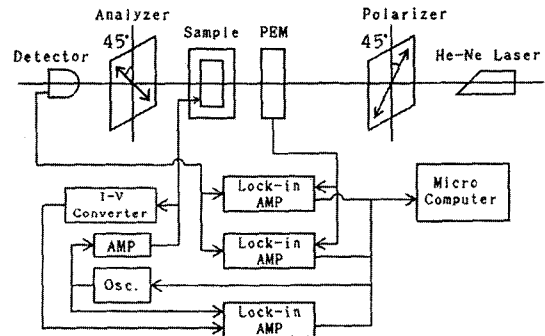 Analyzer
Polarizer
Sample
PEM
45°
45°
Detector
He-Ne Laser
I-V
Converter
Lock-in
AMP
Micro
Computer
AMP
Lock-in
AMP
Osc.
Lock-in
AMP